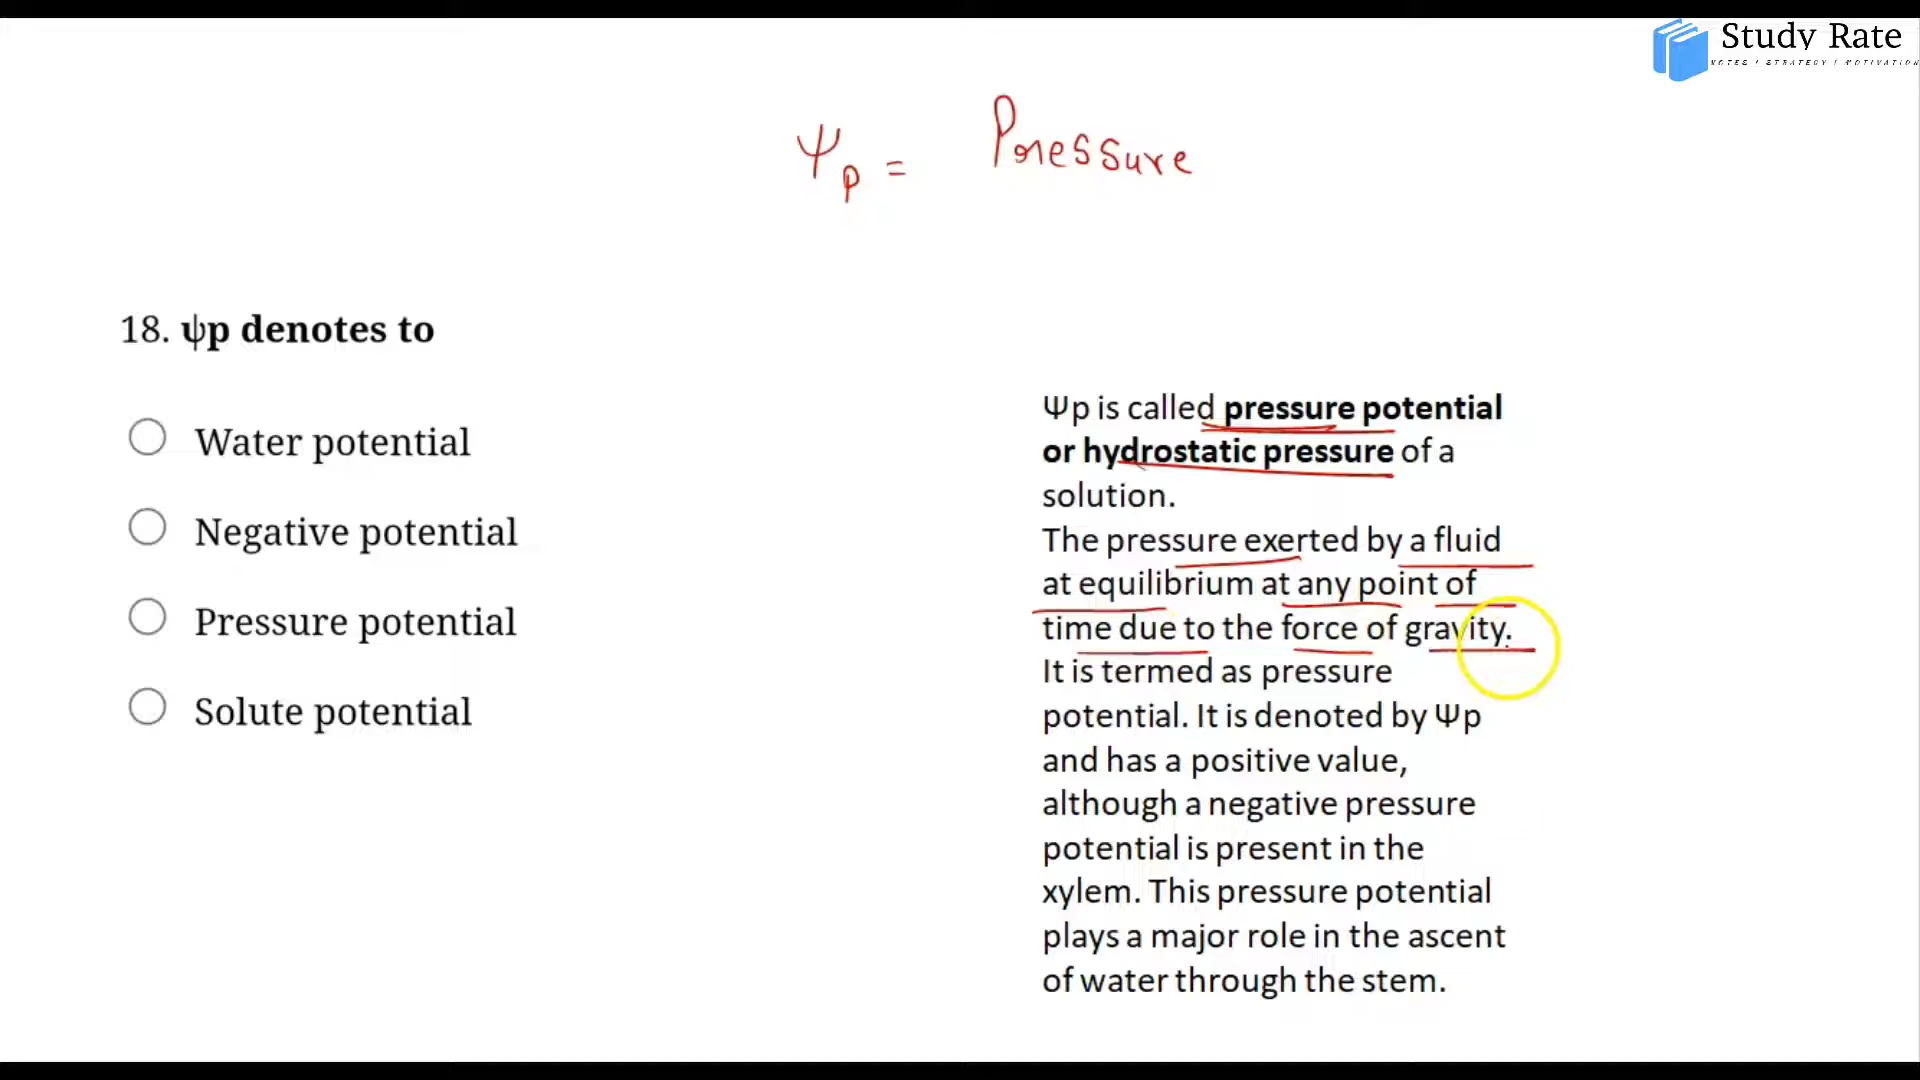 Study Rate
NOTES / STRATEGY / MOTIVATION
Ψp = Pressure
18. ψp denotes to
Water potential
Negative potential
Pressure potential
Solute potential
Ψp is called pressure potential
or hydrostatic pressure of a
solution.
The pressure exerted by a fluid
at equilibrium at any point of
time due to the force of gravity.
It is termed as pressure
potential. It is denoted by Ψp
and has a positive value,
although a negative pressure
potential is present in the
xylem. This pressure potential
plays a major role in the ascent
of water through the stem.